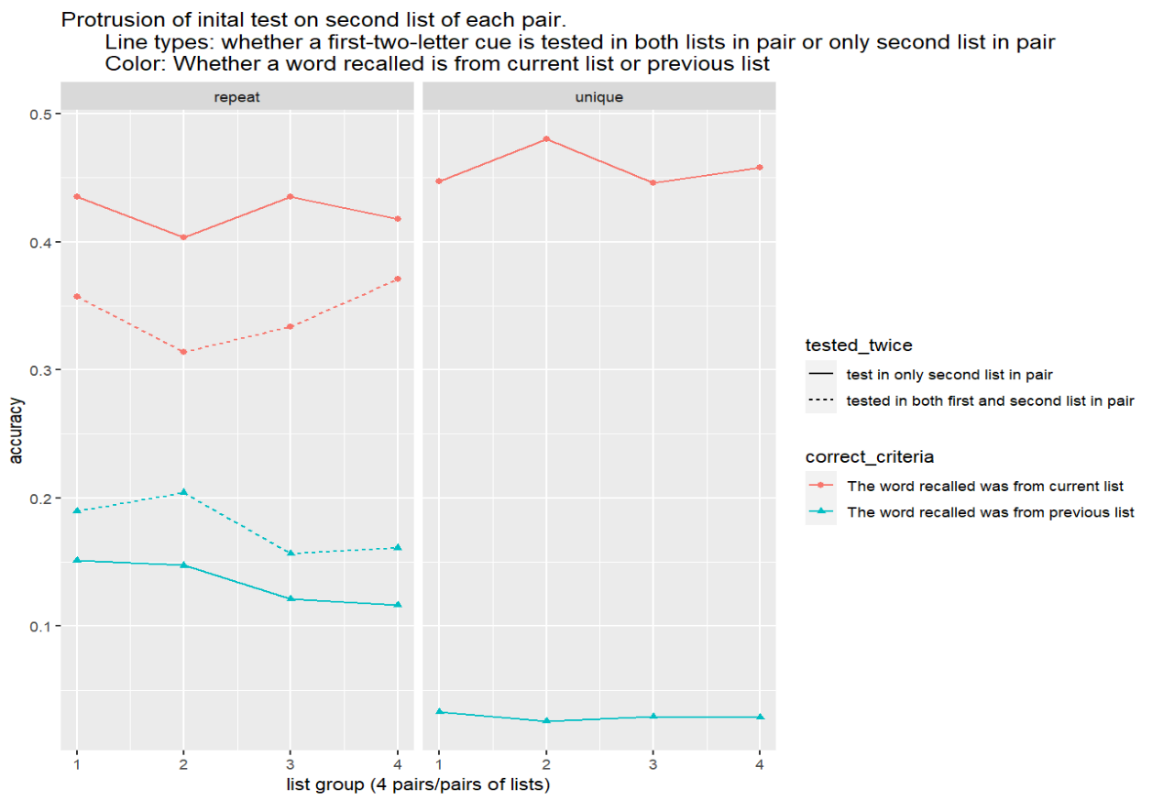 Protrusion of inital test on second list of each pair.
Line types: whether a first-two-letter cue is tested in both lists in pair or only second list in pair
Color: Whether a word recalled is from current list or previous list
repeat
unique
0.5
0.4
0.3
0.2
0.1
accuracy
1 2 3 4
1 2 3 4
list group (4 pairs/pairs of lists)
tested_twice
test in only second list in pair
tested in both first and second list in pair
correct_criteria
The word recalled was from current list
The word recalled was from previous list